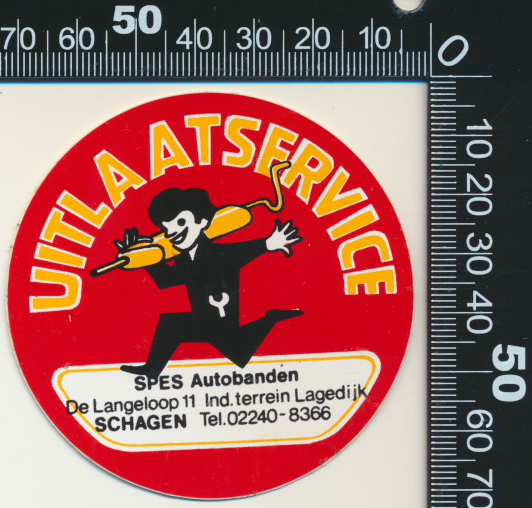 70 60 50 40 30 20 10 0
10 20 30 40 50 60 70
UITLAATSERVICE
SPES Autobanden
De Langeloop 11 Ind. terrein Lagedijk
SCHAGEN Tel. 02240-8366